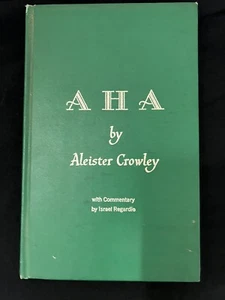 AHA
by
Aleister Crowley
with Commentary
by Israel Regardie